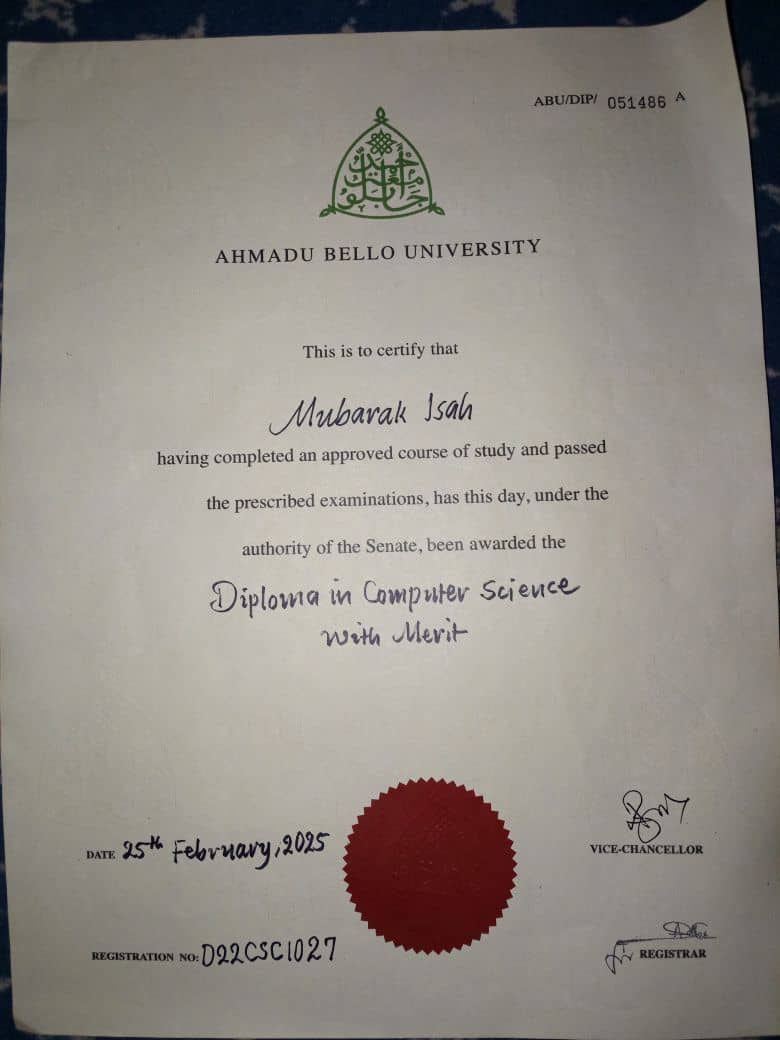 ABU/DIP/ 051486 A
AHMADU BELLO UNIVERSITY
This is to certify that
Mubarak Isah
having completed an approved course of study and passed
the prescribed examinations, has this day, under the
authority of the Senate, been awarded the
Diploma in Computer Science
With Merit
DATE 25th February, 2025
VICE-CHANCELLOR
REGISTRATION NO: D22CSC1027
REGISTRAR